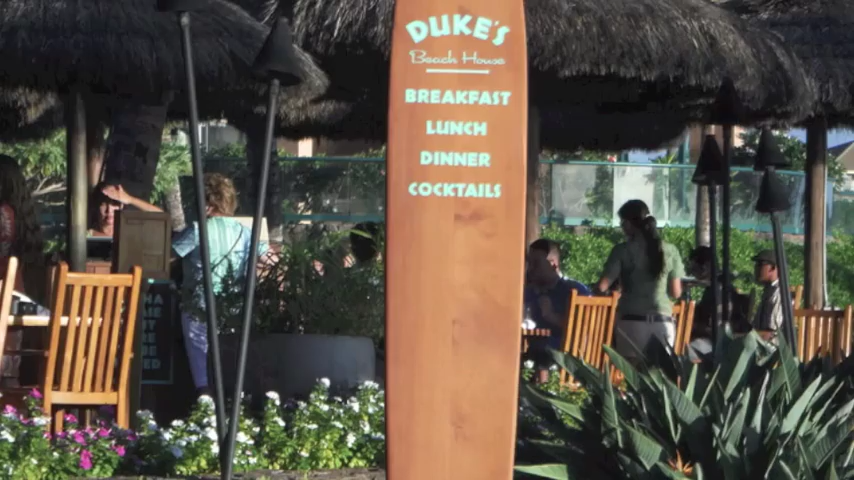 DUKE'S
Beach House
BREAKFAST
LUNCH
DINNER
COCKTAILS